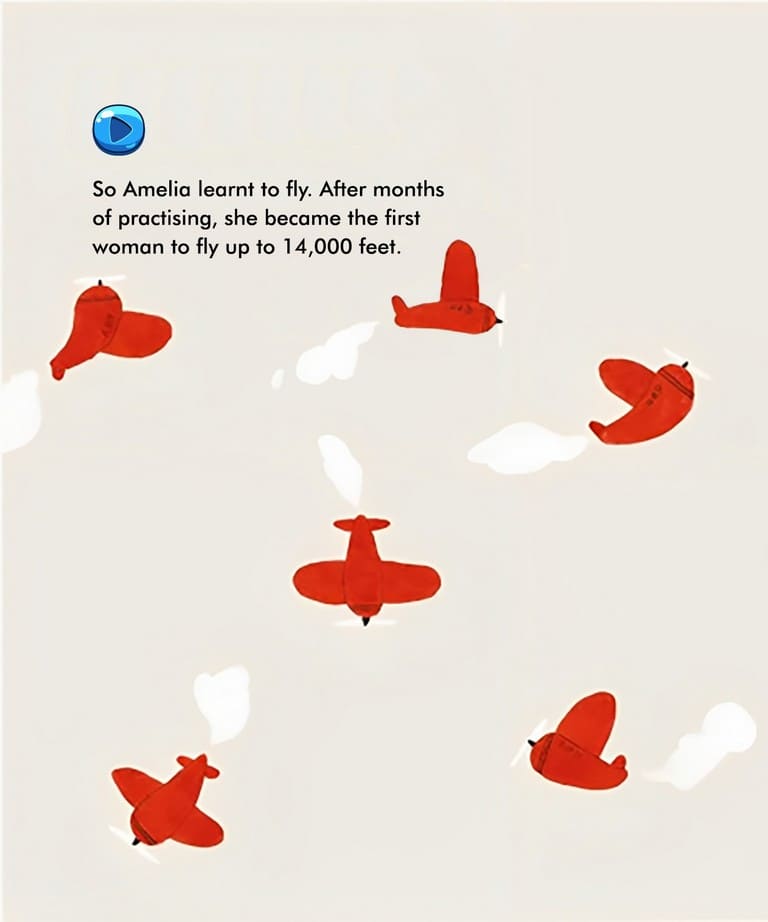 So Amelia learnt to fly. After months
of practising, she became the first
woman to fly up to 14,000 feet.